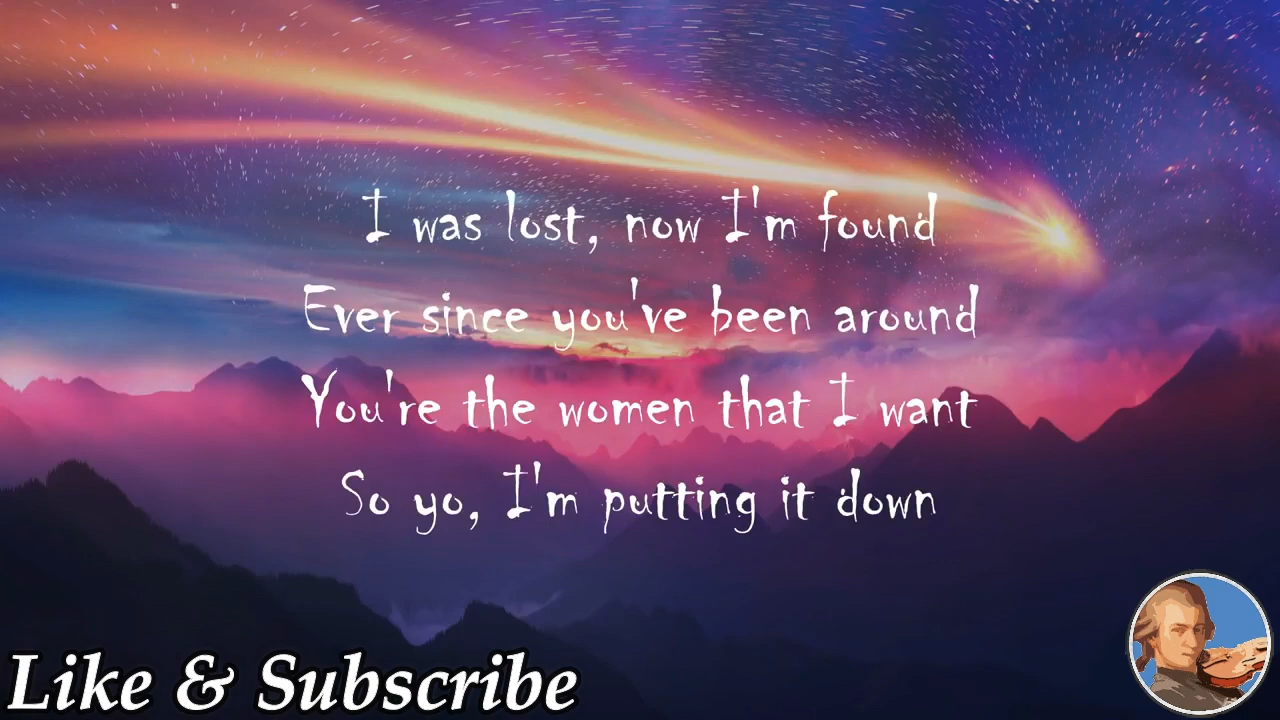 I was lost, now I'm found
Ever since you've been around
You're the women that I want
So yo, I'm putting it down
Like & Subscribe